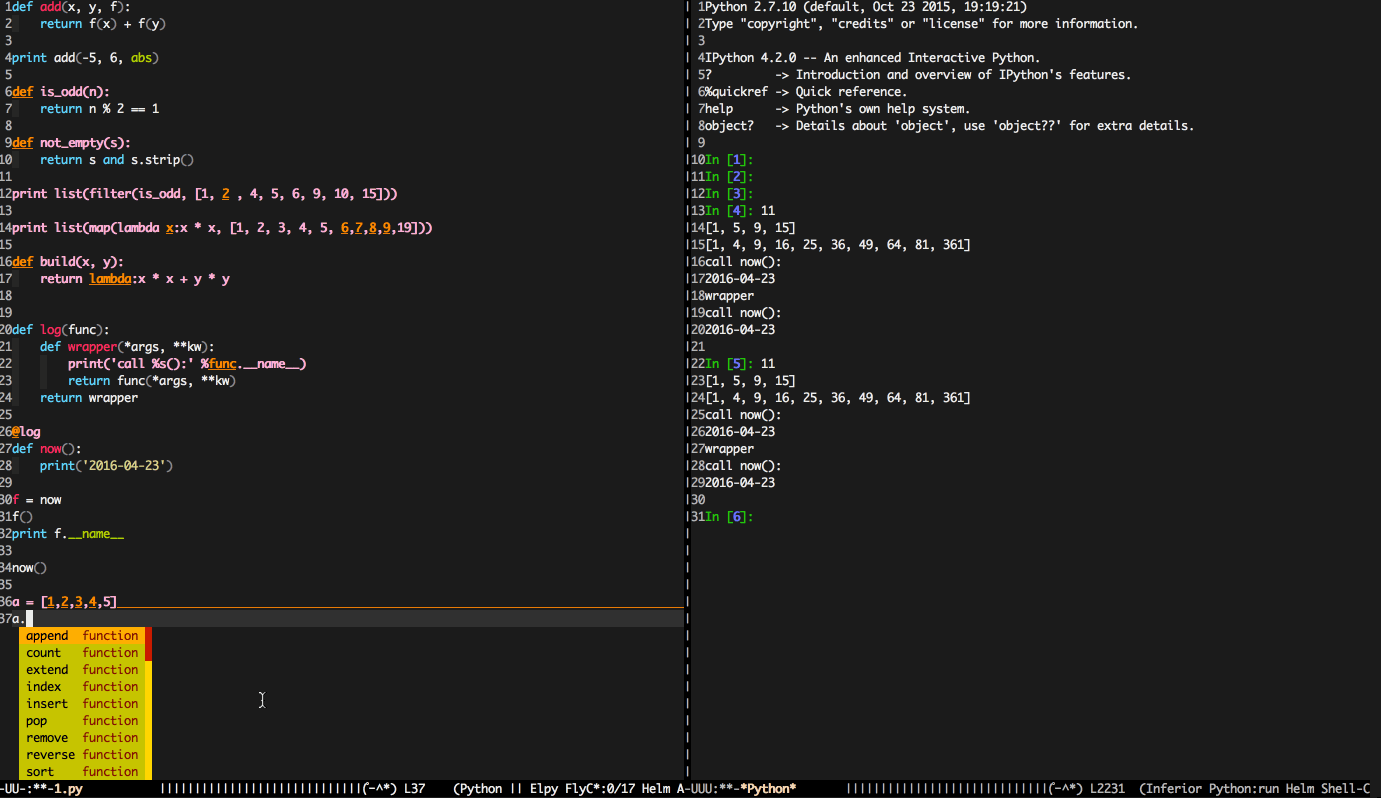 1def add(x, y, f):
2    return f(x) + f(y)
3
4print add(-5, 6, abs)
5
6def is_odd(n):
7    return n % 2 == 1
8
9def not_empty(s):
10    return s and s.strip()
11
12print list(filter(is_odd, [1, 2 , 4, 5, 6, 9, 10, 15]))
13
14print list(map(lambda x:x * x, [1, 2, 3, 4, 5, 6,7,8,9,19]))
15
16def build(x, y):
17    return lambda:x * x + y * y
18
19
20def log(func):
21    def wrapper(*args, **kw):
22        print('call %s():' %func.__name__)
23        return func(*args, **kw)
24    return wrapper
25
26@log
27def now():
28    print('2016-04-23')
29
30f = now
31f()
32print f.__name__
33
34now()
35
36a = [1,2,3,4,5]
37a.
append  function
count   function
extend  function
index   function
insert  function
pop     function
remove  function
reverse function
sort    function
-UU-:**-1.py           |||||||||||||||||||||||||||||(-^*) L37    (Python || Elpy FlyC*:0/17 Helm A
1Python 2.7.10 (default, Oct 23 2015, 19:19:21)
2Type "copyright", "credits" or "license" for more information.
3
4IPython 4.2.0 -- An enhanced Interactive Python.
5?         -> Introduction and overview of IPython's features.
6%quickref -> Quick reference.
7help      -> Python's own help system.
8object?   -> Details about 'object', use 'object??' for extra details.
9
10In [1]:
11In [2]:
12In [3]:
13In [4]: 11
14[1, 5, 9, 15]
15[1, 4, 9, 16, 25, 36, 49, 64, 81, 361]
16call now():
172016-04-23
18wrapper
19call now():
202016-04-23
21
22In [5]: 11
23[1, 5, 9, 15]
24[1, 4, 9, 16, 25, 36, 49, 64, 81, 361]
25call now():
262016-04-23
27wrapper
28call now():
292016-04-23
30
31In [6]:
-UUU:**-*Python*       |||||||||||||||||||||||||||||(-^*) L2231  (Inferior Python:run Helm Shell-C